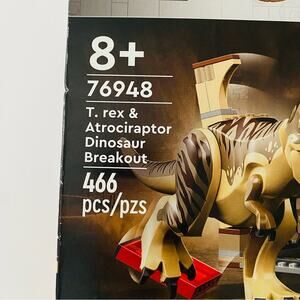 8+
76948
T. rex &
Atrociraptor
Dinosaur
Breakout
466
pcs/pzs